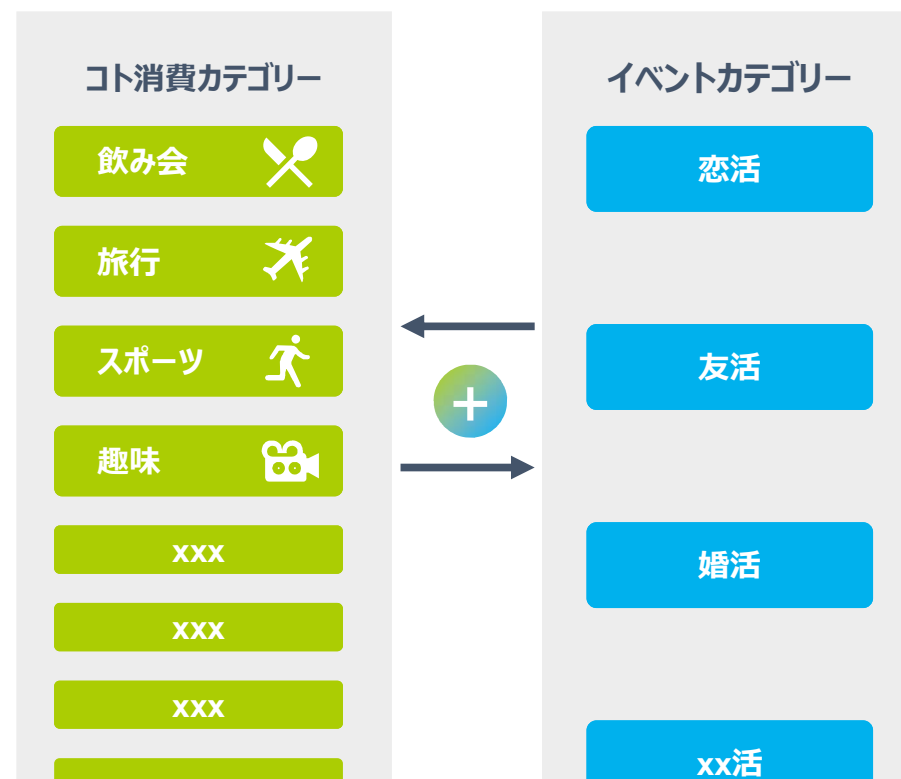 コト消費カテゴリー
飲み会
旅行
スポーツ
趣味
xxx
xxx
xxx
+
イベントカテゴリー
恋活
友活
婚活
xx活